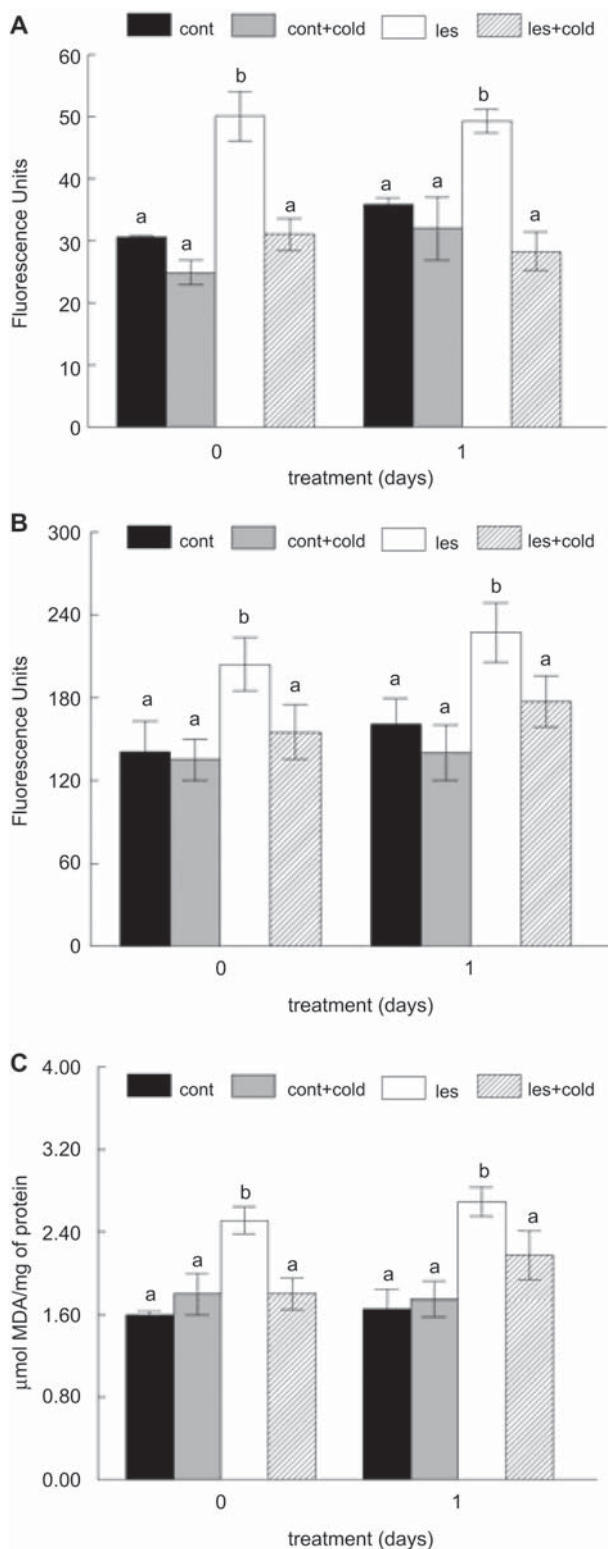 A
cont cont+cold les les+cold
60
50
40
30
20
10
0
Fluorescence Units
a a b a a a b a
0 1
treatment (days)
B
cont cont+cold les les+cold
300
240
180
120
60
0
Fluorescence Units
a a b a a a b a
0 1
treatment (days)
C
cont cont+cold les les+cold
4.00
3.20
2.40
1.60
0.80
0.00
µmol MDA/mg of protein
a a b a a a b a
0 1
treatment (days)